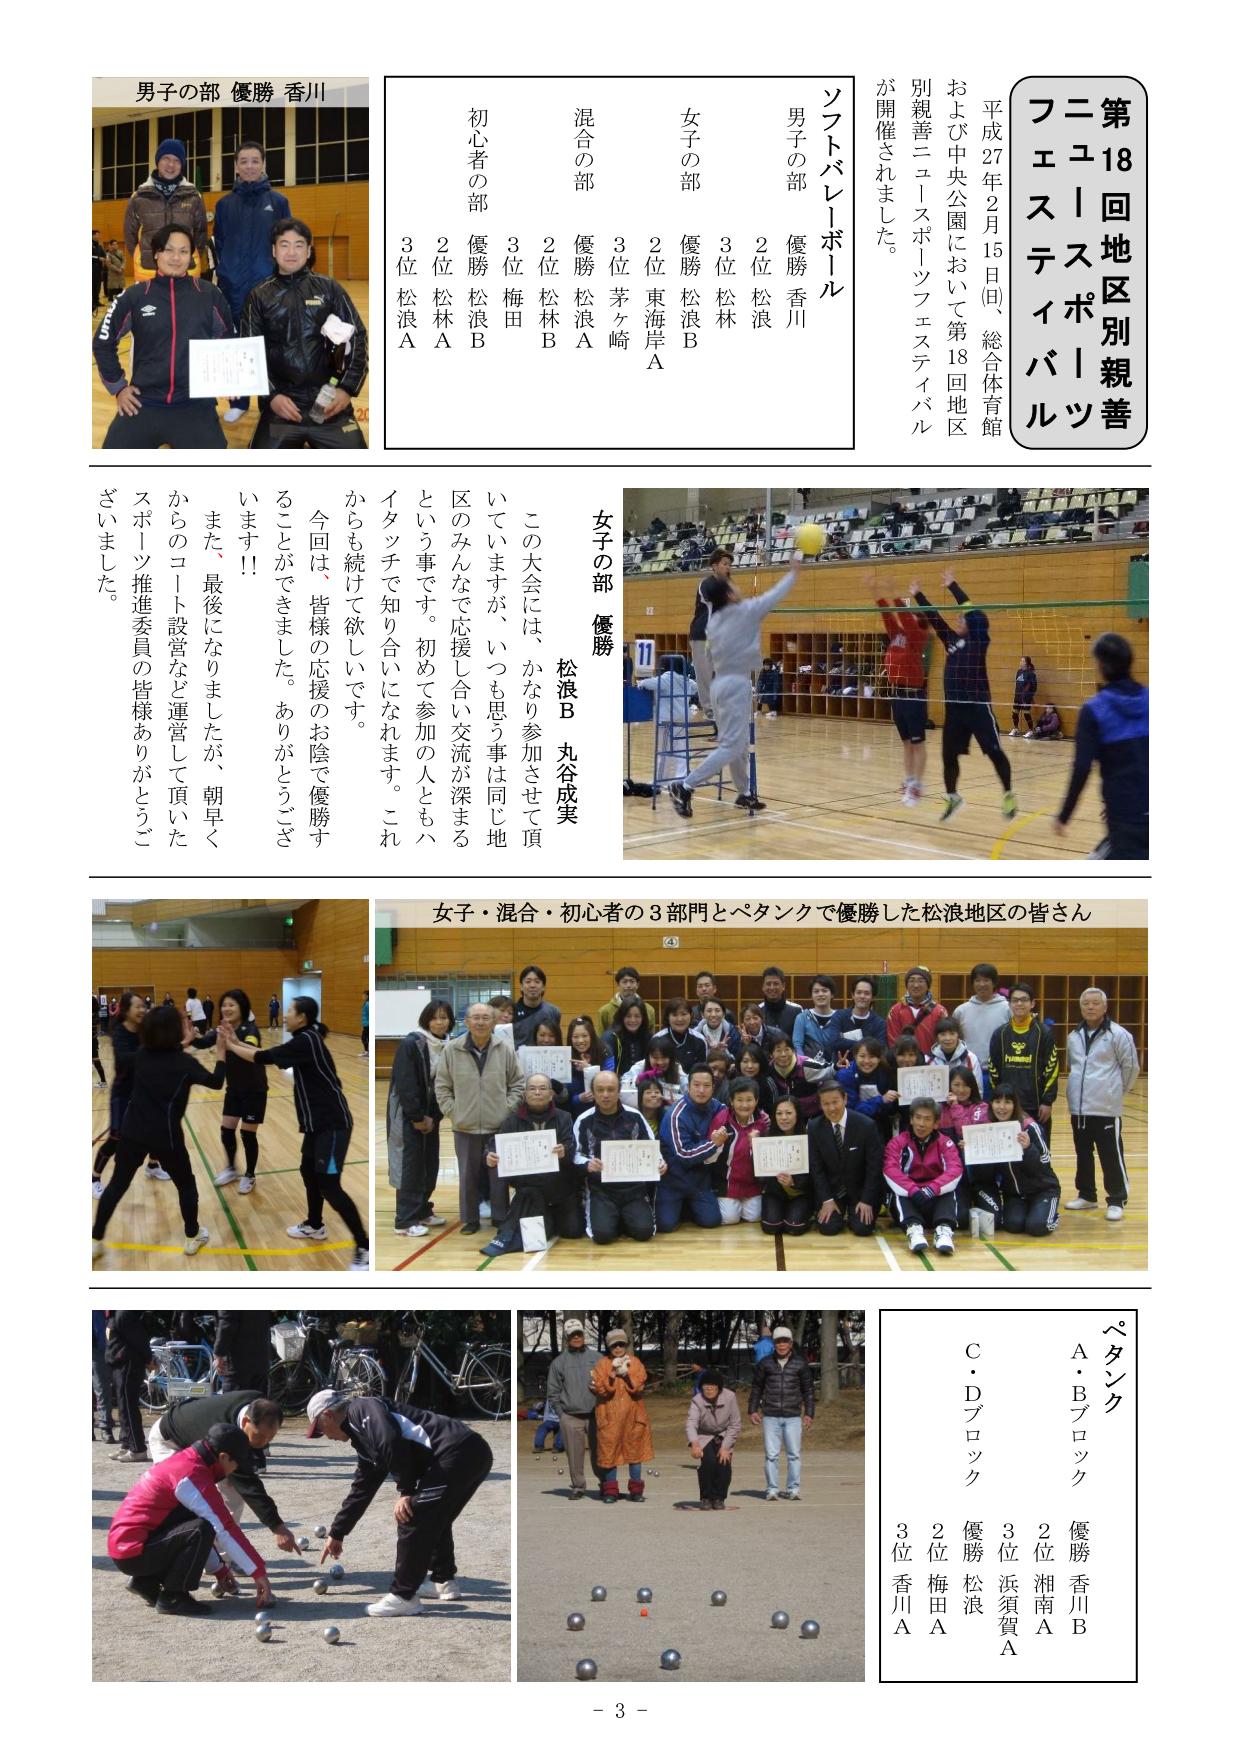 第18回地区別親善
ニュースポーツ
フェスティバル
平成27年2月15日(日)、総合体育館
および中央公園において第18回地区
別親善ニュースポーツフェスティバル
が開催されました。
ソフトバレーボール
男子の部 優勝 香川
2位 松浪
3位 松林
女子の部 優勝 松浪B
2位 東海岸A
3位 茅ヶ崎
混合の部 優勝 松浪A
2位 松林B
3位 梅田
初心者の部 優勝 松浪B
2位 松林A
3位 松浪A
男子の部 優勝 香川
umbro
PUMA
11
女子の部 優勝
松浪B 丸谷成実
この大会には、かなり参加させて頂
いていますが、いつも思う事は同じ地
区のみんなで応援し合い交流が深まる
という事です。初めて参加の人ともハ
イタッチで知り合いになれます。これ
からも続けて欲しいです。
今回は、皆様の応援のお陰で優勝す
ることができました。ありがとうござ
います!!
また、最後になりましたが、朝早く
からのコート設営など運営して頂いた
スポーツ推進委員の皆様ありがとうご
ざいました。
女子・混合・初心者の3部門とペタンクで優勝した松浪地区の皆さん
④
hummel
umbro
ペタンク
A・Bブロック 優勝 香川B
2位 湘南A
3位 浜須賀A
C・Dブロック 優勝 松浪
2位 梅田A
3位 香川A
- 3 -